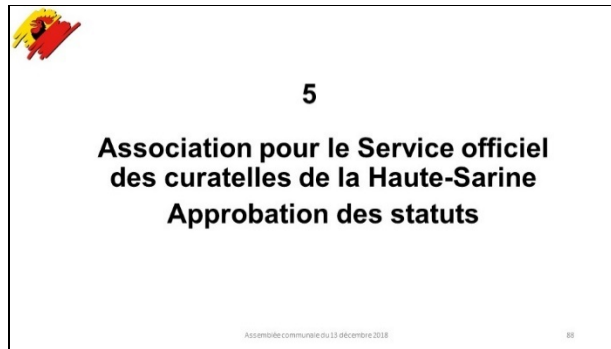 5
Association pour le Service officiel
des curatelles de la Haute-Sarine
Approbation des statuts
Assemblée communale du 13 décembre 2018
88